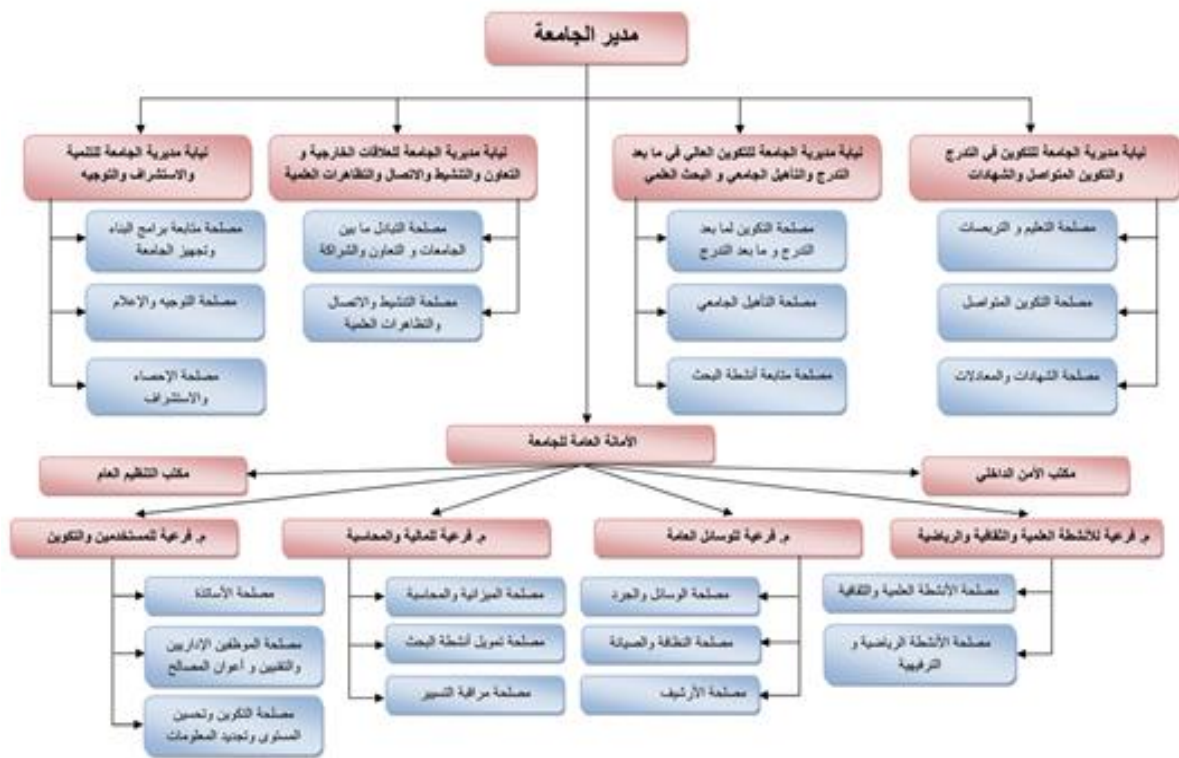 مدير الجامعة
نيابة مديرية الجامعة للتكوين في التدرج
والتكوين المتواصل والشهادات
مصلحة التعليم و التربصات
مصلحة التكوين المتواصل
مصلحة الشهادات والمعادلات
نيابة مديرية الجامعة للتكوين العالي في ما بعد
التدرج والتأهيل الجامعي و البحث العلمي
مصلحة التكوين لما بعد
التدرج و ما بعد التدرج
مصلحة التأهيل الجامعي
مصلحة متابعة أنشطة البحث
نيابة مديرية الجامعة للعلاقات الخارجية و
التعاون والتنشيط والاتصال والتظاهرات العلمية
مصلحة التبادل ما بين
الجامعات و التعاون والشراكة
مصلحة التنشيط والاتصال
والتظاهرات العلمية
نيابة مديرية الجامعة للتنمية
والاستشراف والتوجيه
مصلحة متابعة برامج البناء
وتجهيز الجامعة
مصلحة التوجيه والإعلام
مصلحة الإحصاء
والاستشراف
الأمانة العامة للجامعة
مكتب الأمن الداخلي
مكتب التنظيم العام
م. فرعية للأنشطة العلمية والثقافية والرياضية
مصلحة الأنشطة العلمية والثقافية
مصلحة الأنشطة الرياضية و
الترفيهية
م. فرعية للوسائل العامة
مصلحة الوسائل والجرد
مصلحة النظافة والصيانة
مصلحة الأرشيف
م. فرعية للمالية والمحاسبة
مصلحة الميزانية والمحاسبة
مصلحة تمويل أنشطة البحث
مصلحة مراقبة التسيير
م. فرعية للمستخدمين والتكوين
مصلحة الأساتذة
مصلحة الموظفين الإداريين
والتقنيين و أعوان المصالح
مصلحة التكوين وتحسين
المستوى وتجديد المعلومات